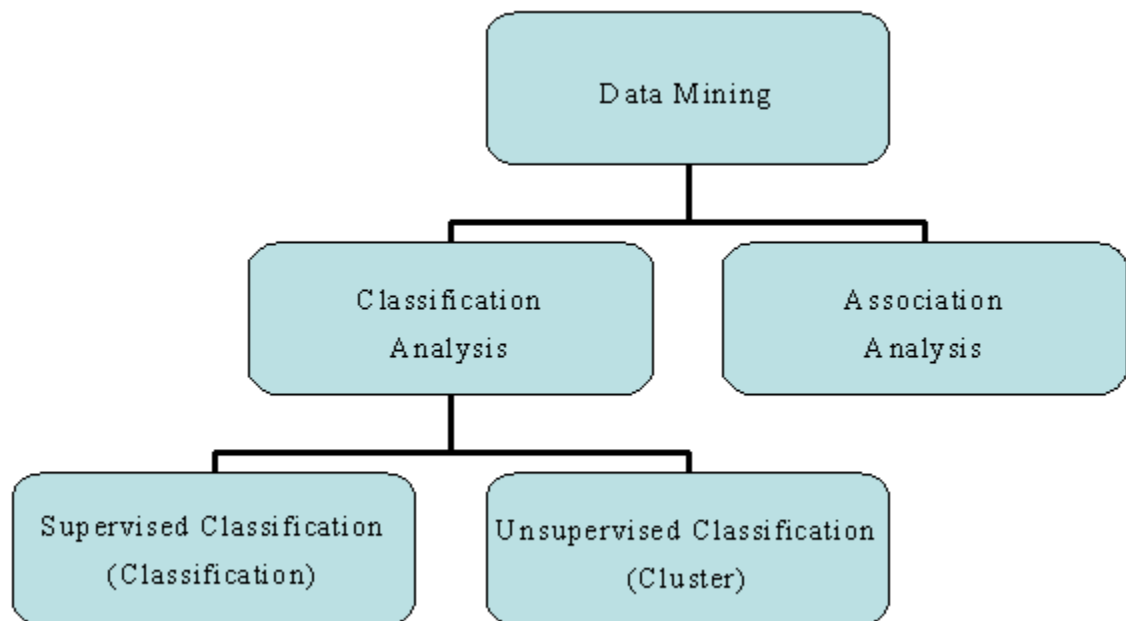 Data Mining
Classification
Analysis
Association
Analysis
Supervised Classification
(Classification)
Unsupervised Classification
(Cluster)